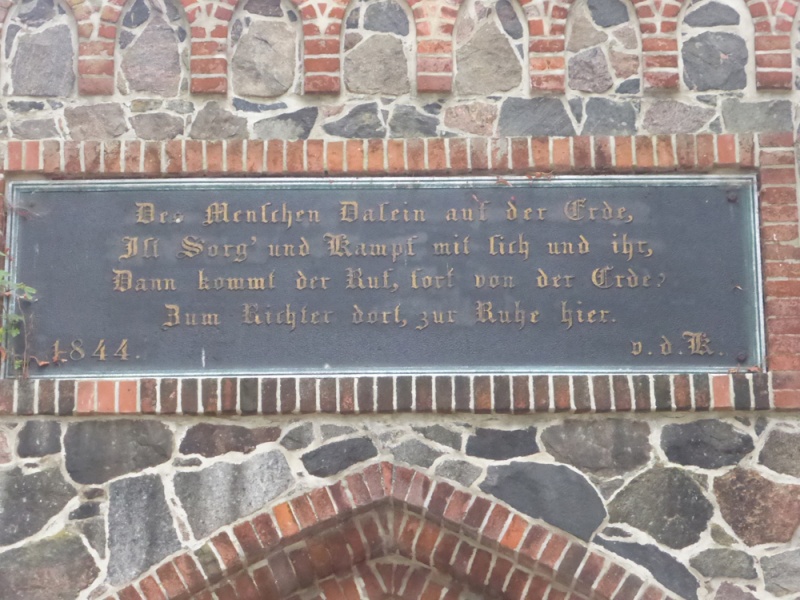 Des Menschen Dasein auf der Erde,
Ist Sorg' und Kampf mit sich und ihr,
Dann kommt der Ruf, fort von der Erde!
Zum Richter dort, zur Ruhe hier.
1844. v. d. K.